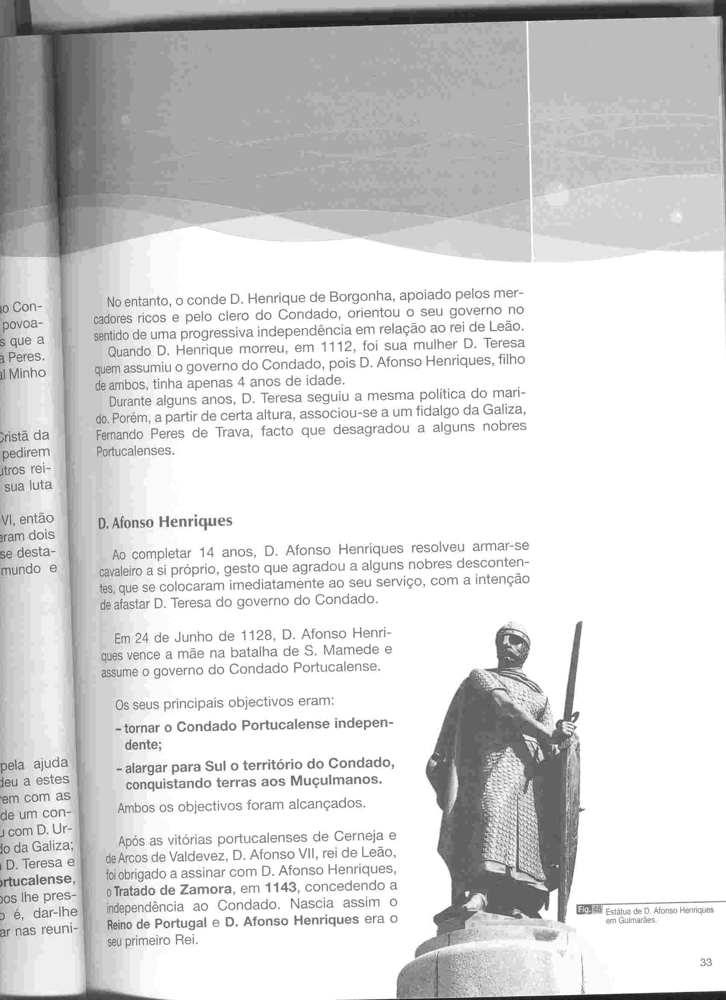 o Con-
povoa-
s que a
a Peres.
al Minho
Cristã da
pedirem
utros rei-
sua luta
VI, então
eram dois
se desta-
mundo e
pela ajuda
deu a estes
rem com as
de um con-
u com D. Ur-
do da Galiza;
D. Teresa e
ortucalense,
pos lhe pres-
o é, dar-lhe
ar nas reuni-
No entanto, o conde D. Henrique de Borgonha, apoiado pelos mer-
cadores ricos e pelo clero do Condado, orientou o seu governo no
sentido de uma progressiva independência em relação ao rei de Leão.
Quando D. Henrique morreu, em 1112, foi sua mulher D. Teresa
quem assumiu o governo do Condado, pois D. Afonso Henriques, filho
de ambos, tinha apenas 4 anos de idade.
Durante alguns anos, D. Teresa seguiu a mesma política do mari-
do. Porém, a partir de certa altura, associou-se a um fidalgo da Galiza,
Fernando Peres de Trava, facto que desagradou a alguns nobres
Portucalenses.
D. Afonso Henriques
Ao completar 14 anos, D. Afonso Henriques resolveu armar-se
cavaleiro a si próprio, gesto que agradou a alguns nobres desconten-
tes, que se colocaram imediatamente ao seu serviço, com a intenção
de afastar D. Teresa do governo do Condado.
Em 24 de Junho de 1128, D. Afonso Henri-
ques vence a mãe na batalha de S. Mamede e
assume o governo do Condado Portucalense.
Os seus principais objectivos eram:
- tornar o Condado Portucalense indepen-
dente;
- alargar para Sul o território do Condado,
conquistando terras aos Muçulmanos.
Ambos os objectivos foram alcançados.
Após as vitórias portucalenses de Cerneja e
de Arcos de Valdevez, D. Afonso VII, rei de Leão,
foi obrigado a assinar com D. Afonso Henriques,
o Tratado de Zamora, em 1143, concedendo a
independência ao Condado. Nascia assim o
Reino de Portugal e D. Afonso Henriques era o
seu primeiro Rei.
Fig. 45 Estátua de D. Afonso Henriques
em Guimarães.
33